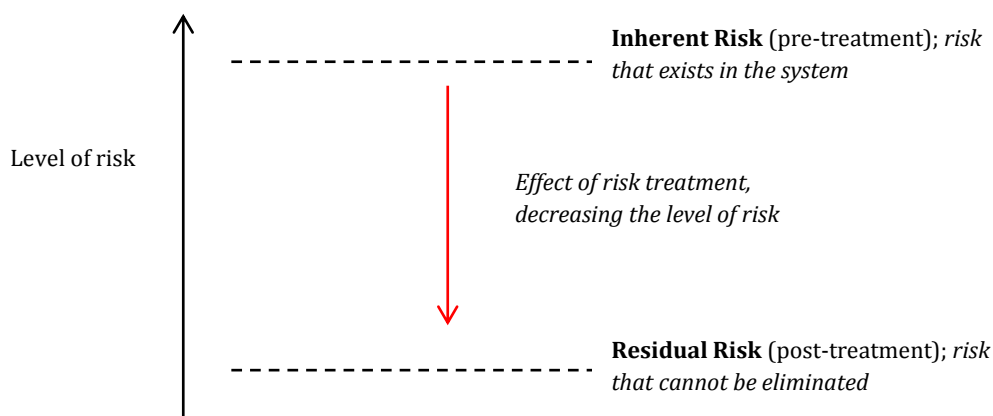 Inherent Risk (pre-treatment); risk
that exists in the system
Level of risk
Effect of risk treatment,
decreasing the level of risk
Residual Risk (post-treatment); risk
that cannot be eliminated